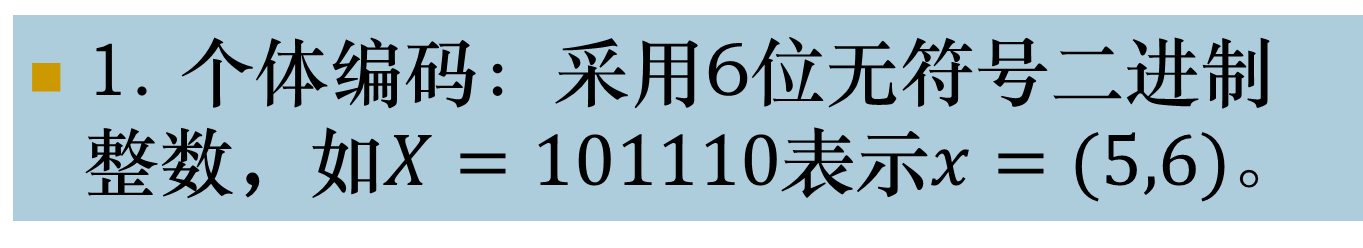 1. 个体编码：采用6位无符号二进制
整数，如X = 101110表示x = (5,6)。